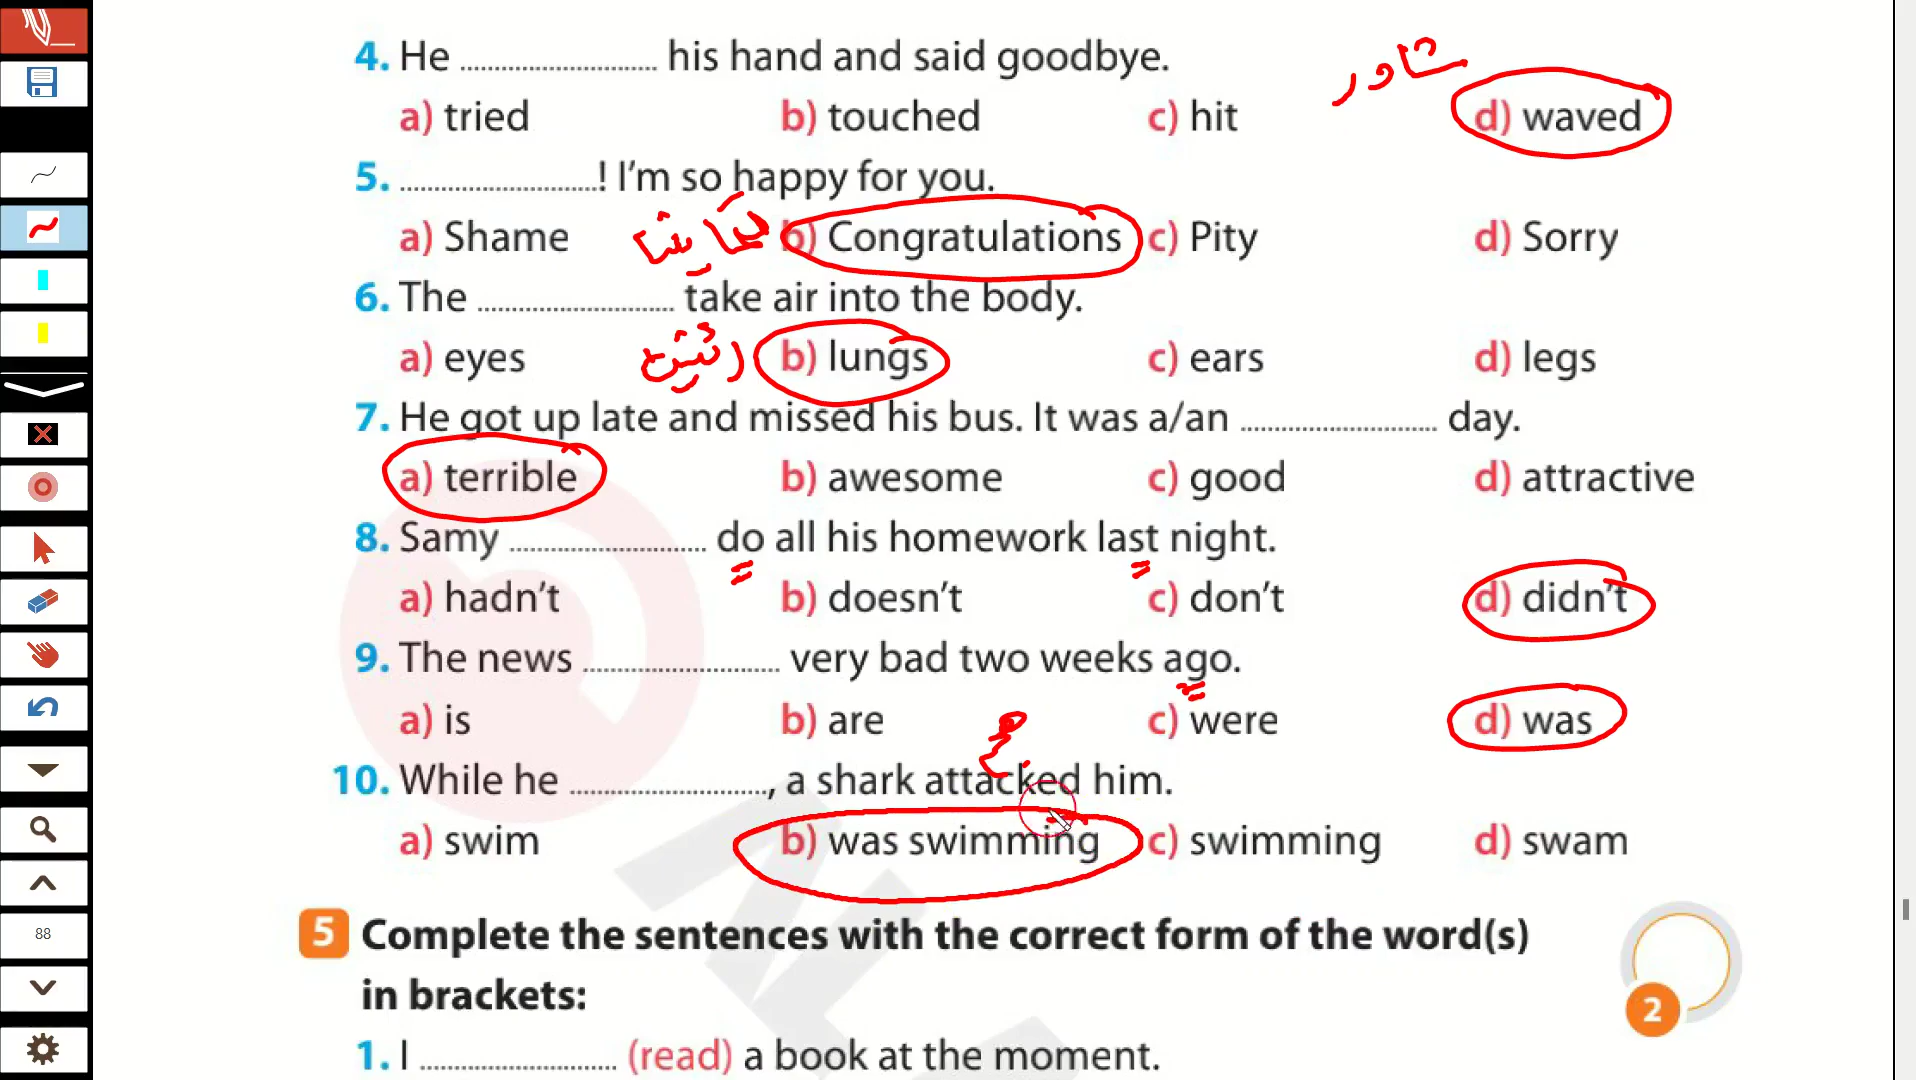 4. He .............................. his hand and said goodbye.
شاور
a) tried b) touched c) hit d) waved
5. ..............................! I'm so happy for you.
a) Shame b) Congratulations c) Pity d) Sorry
6. The .............................. take air into the body.
a) eyes b) lungs c) ears d) legs
7. He got up late and missed his bus. It was a/an .............................. day.
a) terrible b) awesome c) good d) attractive
8. Samy .............................. do all his homework last night.
a) hadn't b) doesn't c) don't d) didn't
9. The news .............................. very bad two weeks ago.
a) is b) are c) were d) was
10. While he .............................., a shark attacked him.
a) swim b) was swimming c) swimming d) swam
5 Complete the sentences with the correct form of the word(s)
in brackets:
2
1. I .............................. (read) a book at the moment.
88